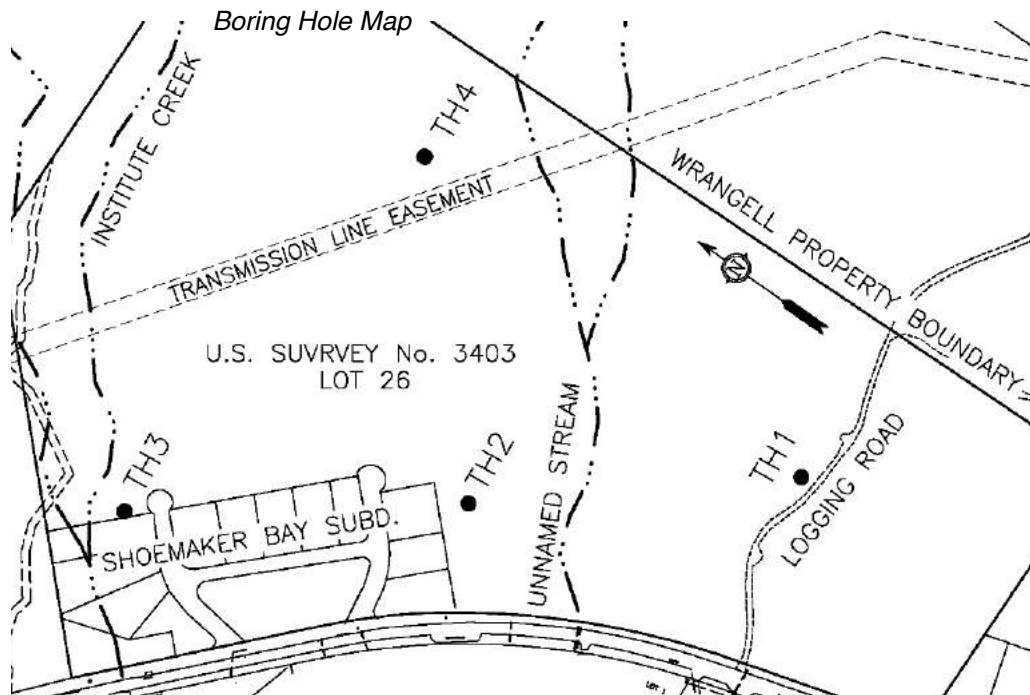 Boring Hole Map
INSTITUTE CREEK
TH4
TRANSMISSION LINE EASEMENT
WRANGELL PROPERTY BOUNDARY
N
U.S. SUVRVEY No. 3403
LOT 26
TH3
TH2
TH1
UNNAMED STREAM
LOGGING ROAD
SHOEMAKER BAY SUBD.